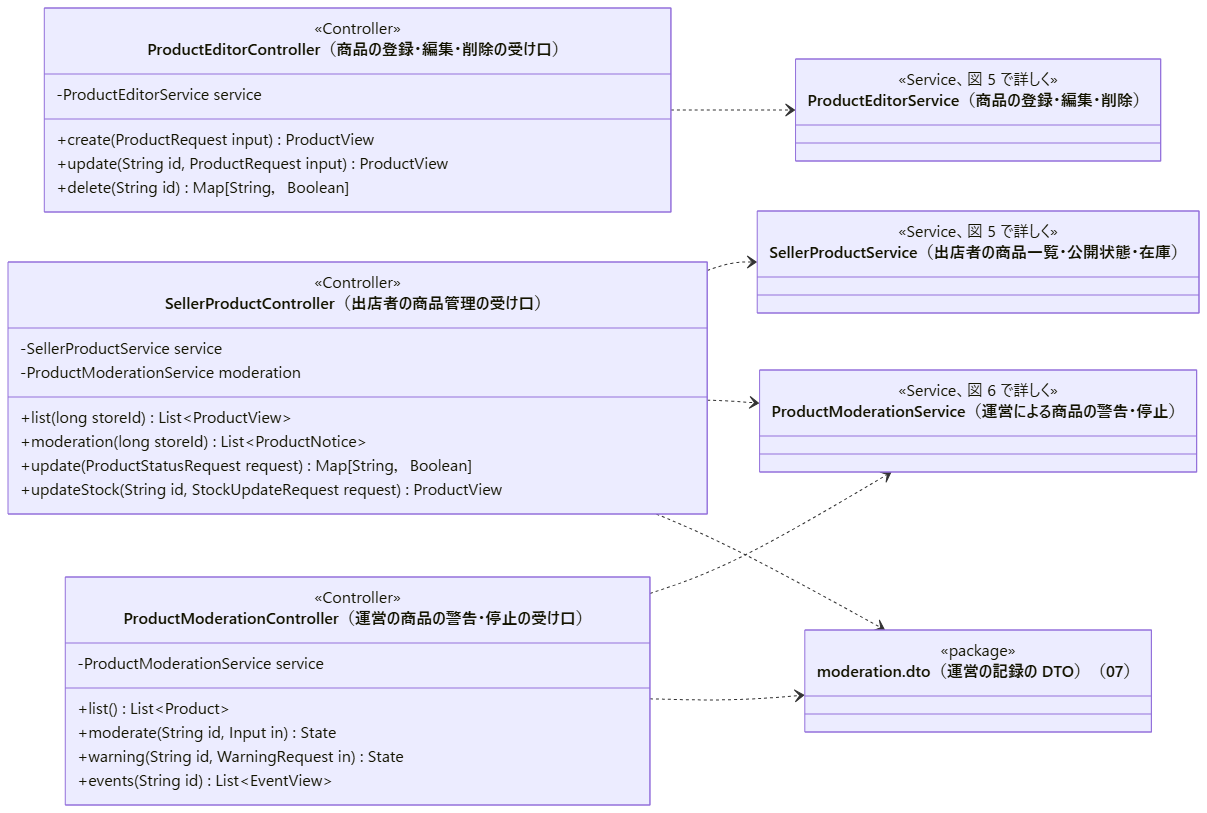 «Controller»
ProductEditorController（商品の登録・編集・削除の受け口）
-ProductEditorService service
+create(ProductRequest input) : ProductView
+update(String id, ProductRequest input) : ProductView
+delete(String id) : Map[String, Boolean]
«Service、図 5 で詳しく»
ProductEditorService（商品の登録・編集・削除）
«Controller»
SellerProductController（出店者の商品管理の受け口）
-SellerProductService service
-ProductModerationService moderation
+list(long storeId) : List<ProductView>
+moderation(long storeId) : List<ProductNotice>
+update(ProductStatusRequest request) : Map[String, Boolean]
+updateStock(String id, StockUpdateRequest request) : ProductView
«Service、図 5 で詳しく»
SellerProductService（出店者の商品一覧・公開状態・在庫）
«Service、図 6 で詳しく»
ProductModerationService（運営による商品の警告・停止）
«Controller»
ProductModerationController（運営の商品の警告・停止の受け口）
-ProductModerationService service
+list() : List<Product>
+moderate(String id, Input in) : State
+warning(String id, WarningRequest in) : State
+events(String id) : List<EventView>
«package»
moderation.dto（運営の記録の DTO）（07）